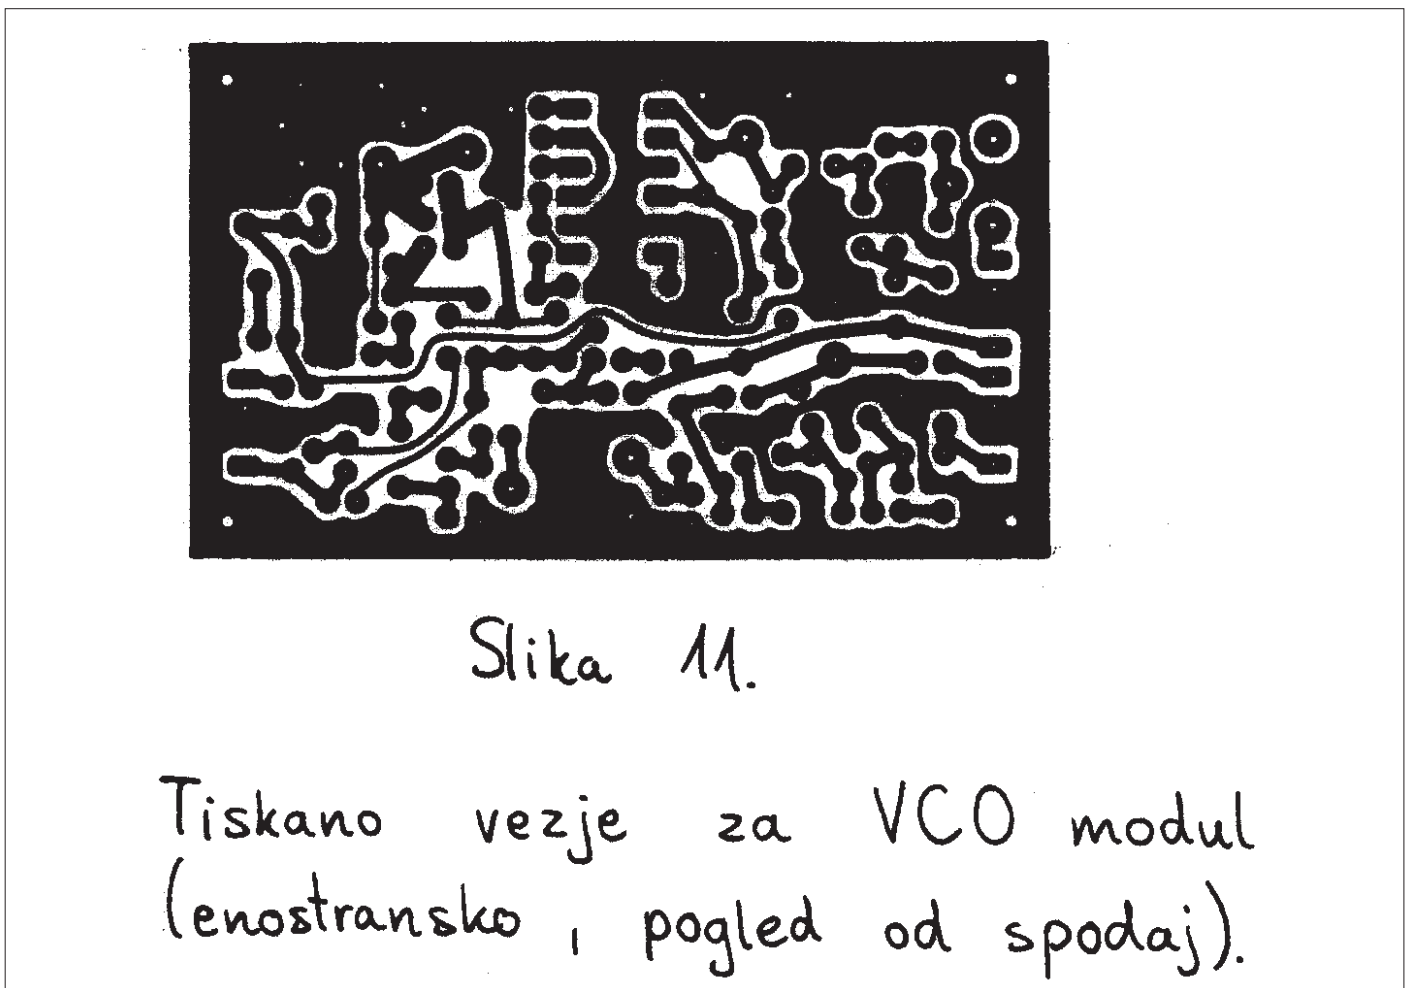 Slika 11.
Tiskano vezje za VCO modul
(enostransko, pogled od spodaj).